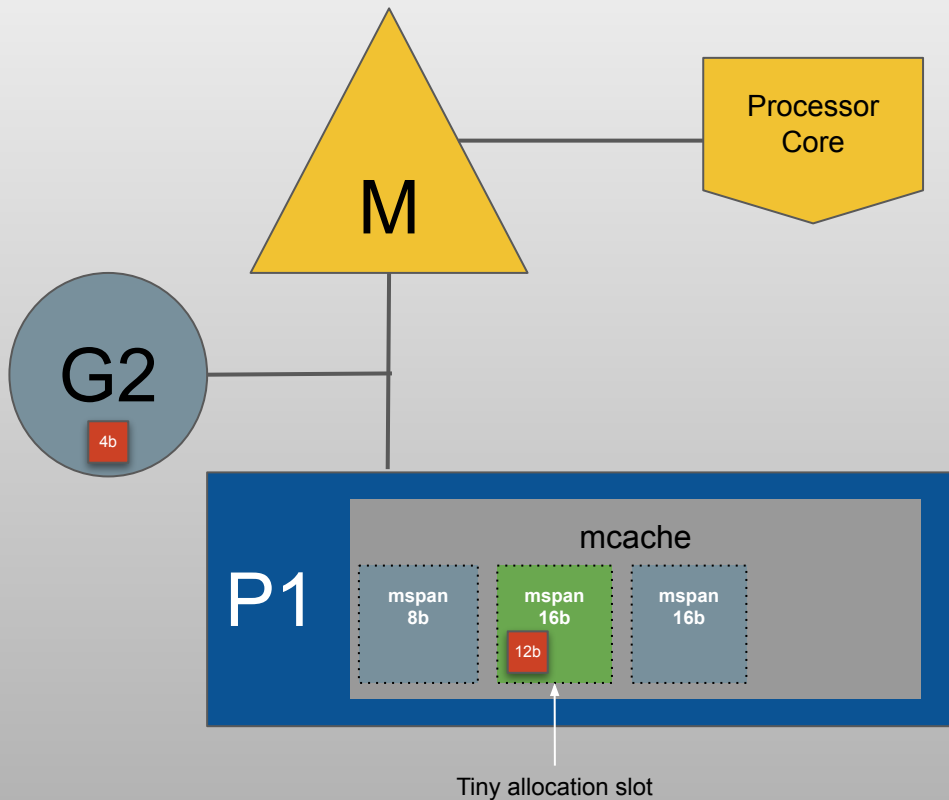 Processor
Core
M
G2
4b
mcache
P1
mspan
8b
mspan
16b
12b
mspan
16b
Tiny allocation slot